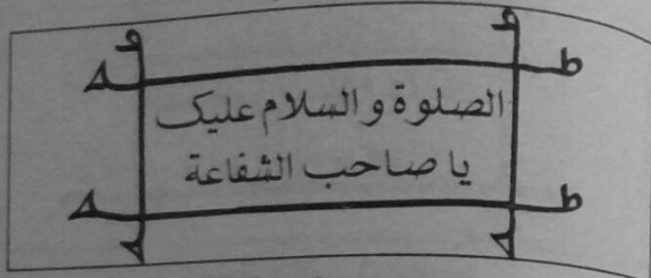 الصلوة و السلام علیک
یا صاحب الشفاعة